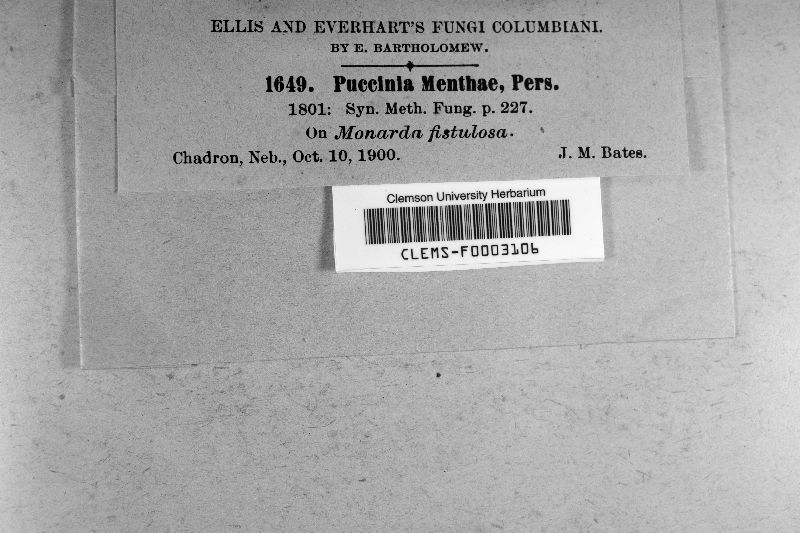 ELLIS AND EVERHART'S FUNGI COLUMBIANI.
BY E. BARTHOLOMEW.
1649. Puccinia Menthae, Pers.
1801: Syn. Meth. Fung. p. 227.
On Monarda fistulosa.
Chadron, Neb., Oct. 10, 1900. J. M. Bates.
Clemson University Herbarium
CLEMS-F0003106